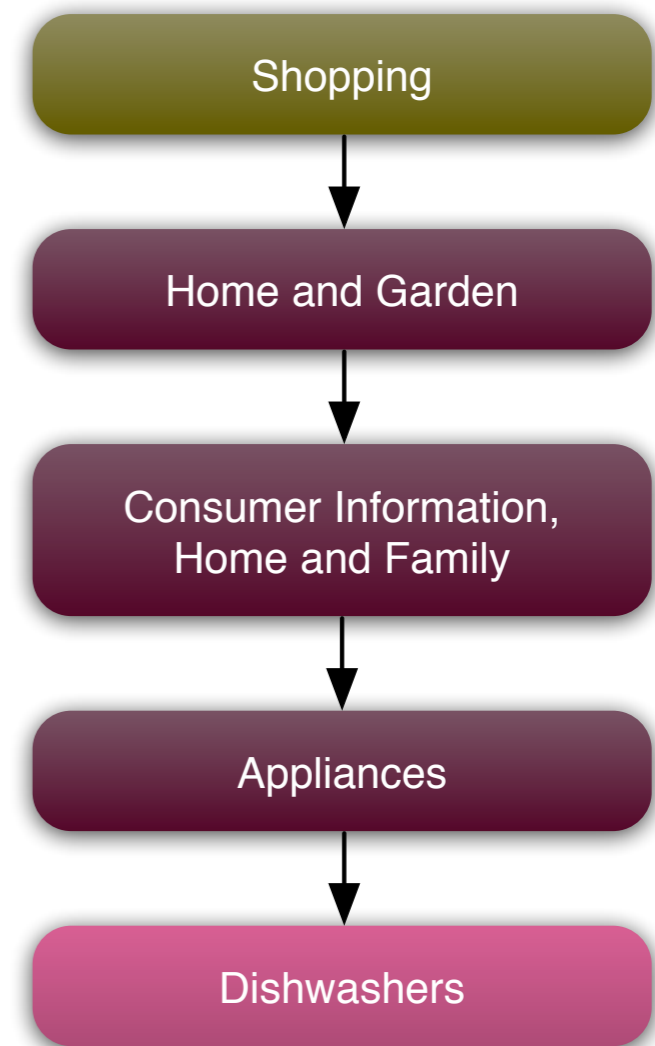 Shopping
Home and Garden
Consumer Information,
Home and Family
Appliances
Dishwashers